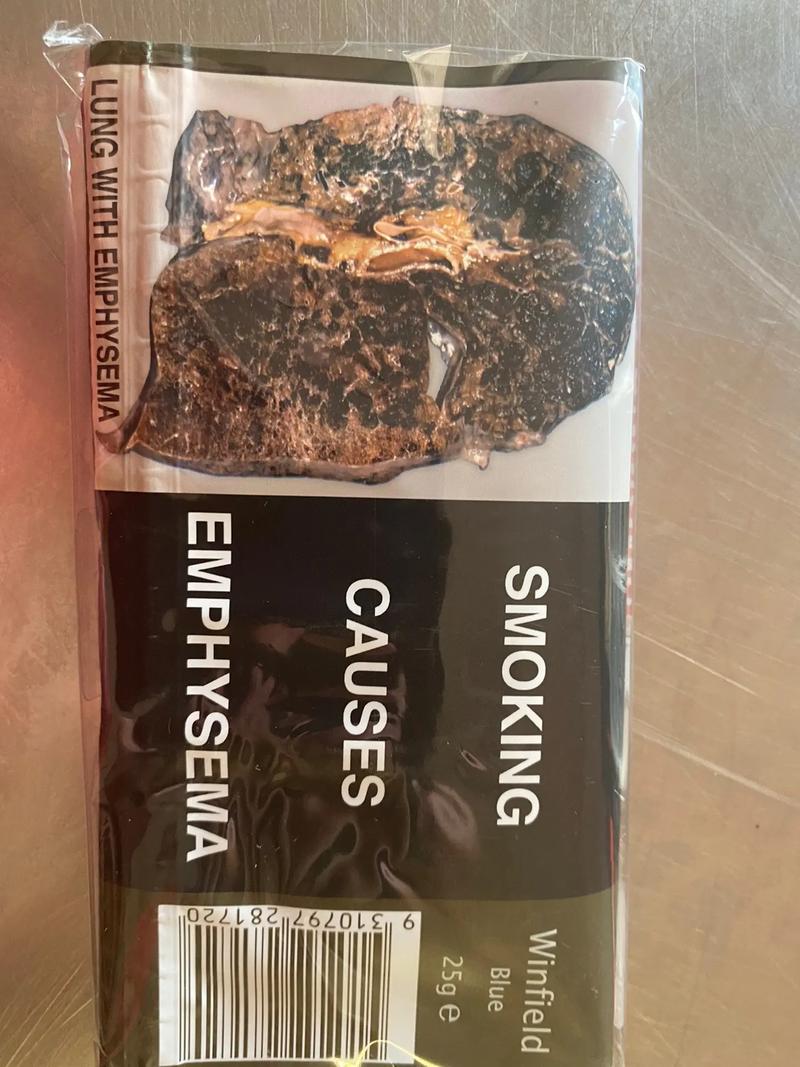 LUNG WITH EMPHYSEMA
SMOKING
CAUSES
EMPHYSEMA
Winfield
Blue
25g e
9 310797 281720